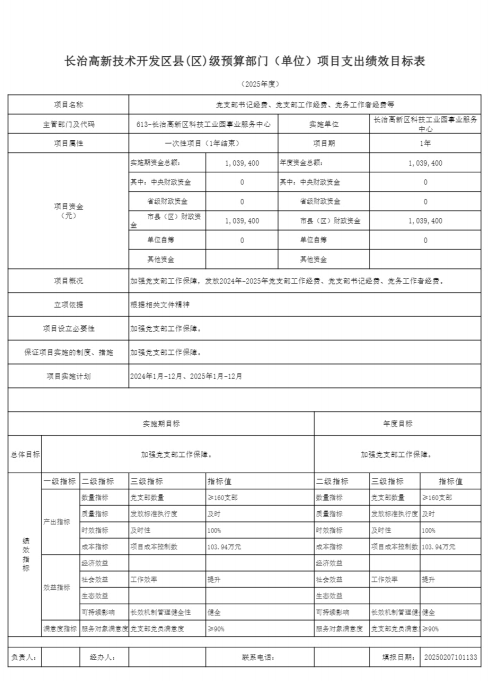 长治高新技术开发区县(区)级预算部门（单位）项目支出绩效目标表
（2025年度）
项目名称 党支部书记经费、党支部工作经费、党务工作者经费等
主管部门及代码 613-长治高新区科技工业园事业服务中心 实施单位 长治高新区科技工业园事业服务中心
项目属性 一次性项目（1年结束） 项目期 1年
项目资金（元） 实施期资金总额： 1,039,400 年度资金总额： 1,039,400
其中：中央财政资金 0 其中：中央财政资金 0
省级财政资金 0 省级财政资金 0
市县（区）财政资金 1,039,400 市县（区）财政资金 1,039,400
单位自筹 0 单位自筹 0
其他资金 其他资金
项目概况 加强党支部工作保障。发放2024年-2025年党支部工作经费、党支部书记经费、党务工作者经费。
立项依据 根据相关文件精神
项目设立必要性 加强党支部工作保障。
保证项目实施的制度、措施 加强党支部工作保障。
项目实施计划 2024年1月-12月、2025年1月-12月
实施期目标 年度目标
总体目标 加强党支部工作保障。 加强党支部工作保障。
绩效指标 一级指标 二级指标 三级指标 指标值 二级指标 三级指标 指标值
产出指标 数量指标 党支部数量 ≥160支部 数量指标 党支部数量 ≥160支部
质量指标 发放标准执行度 及时 质量指标 发放标准执行度 及时
时效指标 及时性 100% 时效指标 及时性 100%
成本指标 项目成本控制数 103.94万元 成本指标 项目成本控制数 103.94万元
效益指标 经济效益 经济效益
社会效益 工作效率 提升 社会效益 工作效率 提升
生态效益 生态效益
可持续影响 长效机制管理健全性 健全 可持续影响 长效机制管理健 健全
满意度指标 服务对象满意度 党支部党员满意度 ≥90% 服务对象满意度 党支部党员满意 ≥90%
负责人： 经办人： 联系电话： 填报日期： 20250207101133